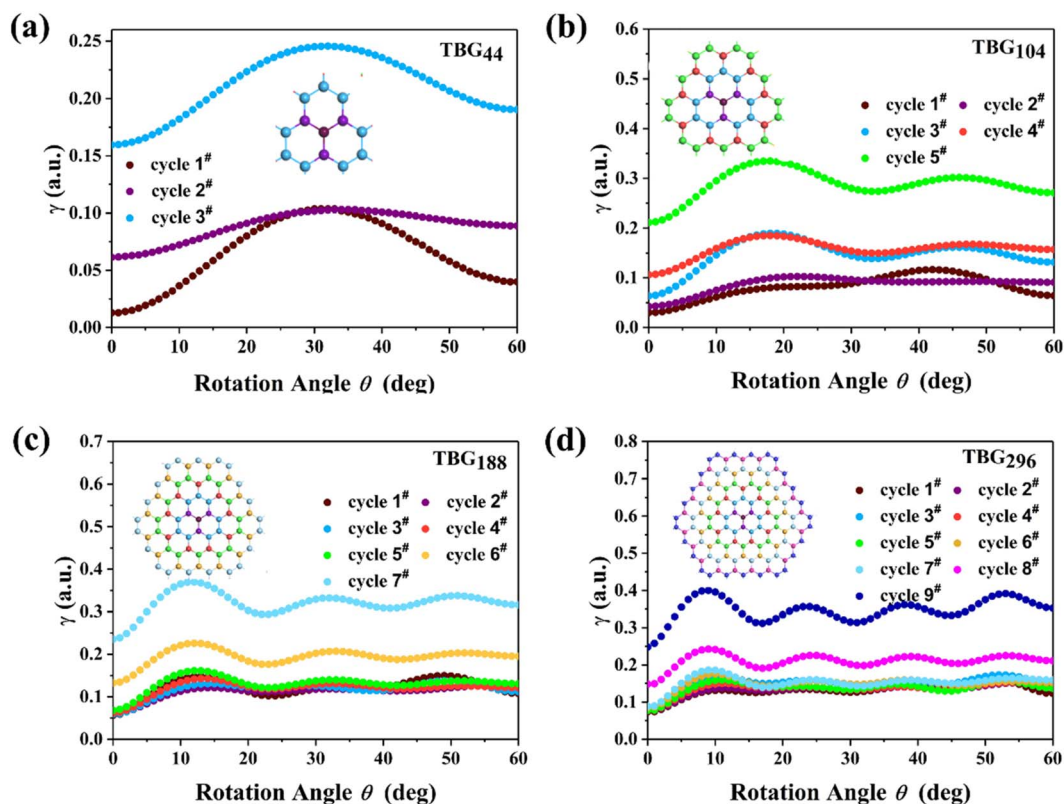 (a)
TBG44
0.25
0.20
0.15
0.10
0.05
0.00
γ (a.u.)
cycle 1#
cycle 2#
cycle 3#
0 10 20 30 40 50 60
Rotation Angle θ (deg)
(b)
TBG104
0.6
0.5
0.4
0.3
0.2
0.1
0.0
γ (a.u.)
cycle 1# cycle 2#
cycle 3# cycle 4#
cycle 5#
0 10 20 30 40 50 60
Rotation Angle θ (deg)
(c)
TBG188
0.7
0.6
0.5
0.4
0.3
0.2
0.1
0.0
γ (a.u.)
cycle 1# cycle 2#
cycle 3# cycle 4#
cycle 5# cycle 6#
cycle 7#
0 10 20 30 40 50 60
Rotation Angle θ (deg)
(d)
TBG296
0.8
0.7
0.6
0.5
0.4
0.3
0.2
0.1
0.0
γ (a.u.)
cycle 1# cycle 2#
cycle 3# cycle 4#
cycle 5# cycle 6#
cycle 7# cycle 8#
cycle 9#
0 10 20 30 40 50 60
Rotation Angle θ (deg)